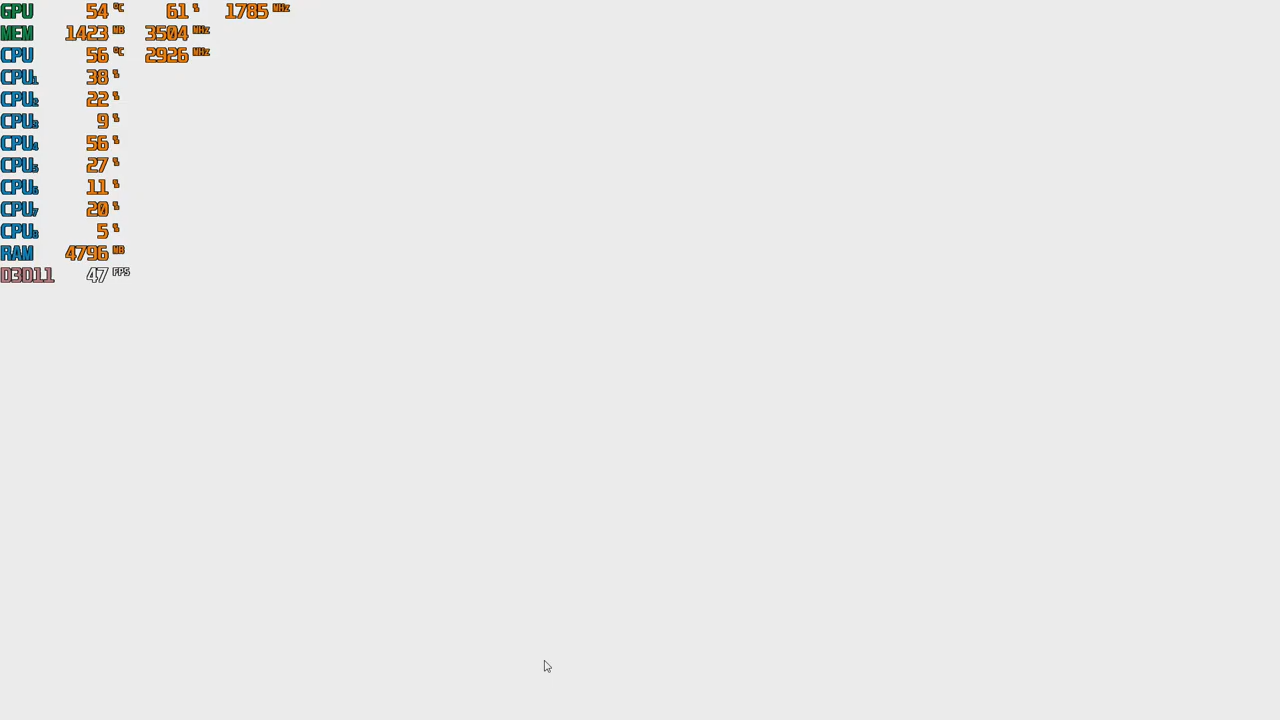 GPU 54 °C 61 % 1785 MHz
MEM 1423 MB 3504 MHz
CPU 56 °C 2926 MHz
CPU1 38 %
CPU2 22 %
CPU3 9 %
CPU4 56 %
CPU5 27 %
CPU6 11 %
CPU7 20 %
CPU8 5 %
RAM 4796 MB
D3D11 47 FPS